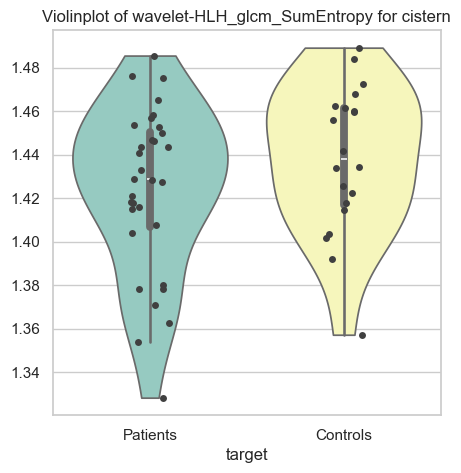 Violinplot of wavelet-HLH_glcm_SumEntropy for cistern
1.48
1.46
1.44
1.42
1.40
1.38
1.36
1.34
Patients Controls
target